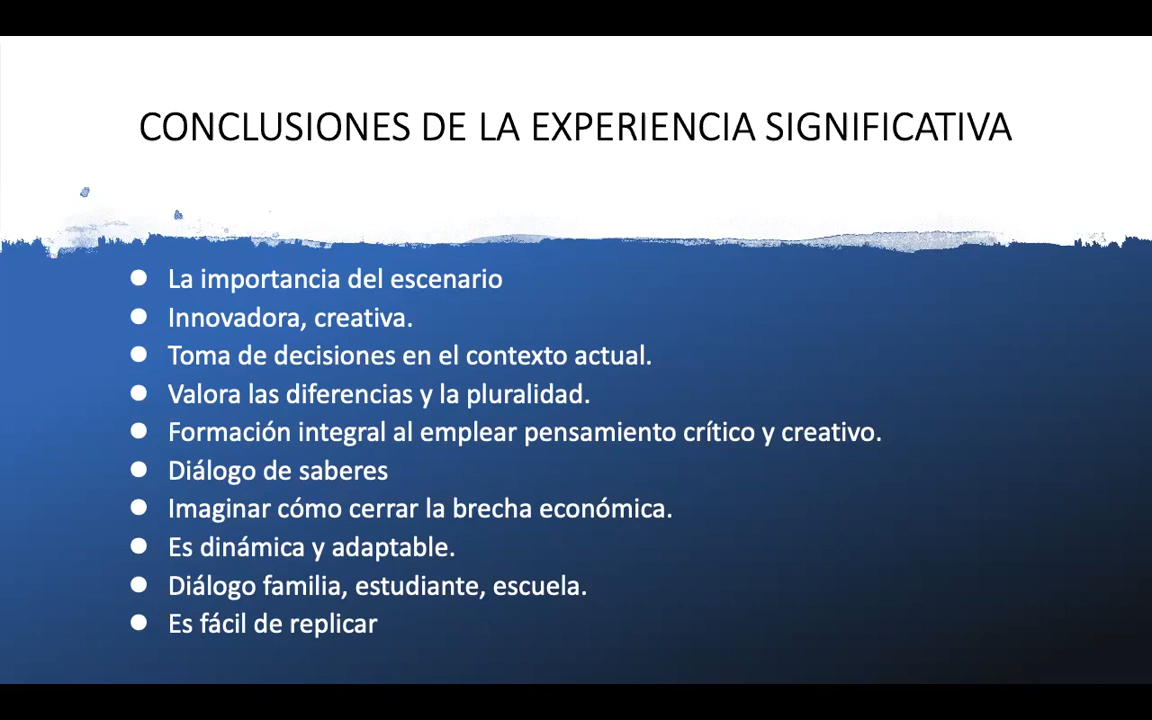 CONCLUSIONES DE LA EXPERIENCIA SIGNIFICATIVA
● La importancia del escenario
● Innovadora, creativa.
● Toma de decisiones en el contexto actual.
● Valora las diferencias y la pluralidad.
● Formación integral al emplear pensamiento crítico y creativo.
● Diálogo de saberes
● Imaginar cómo cerrar la brecha económica.
● Es dinámica y adaptable.
● Diálogo familia, estudiante, escuela.
● Es fácil de replicar